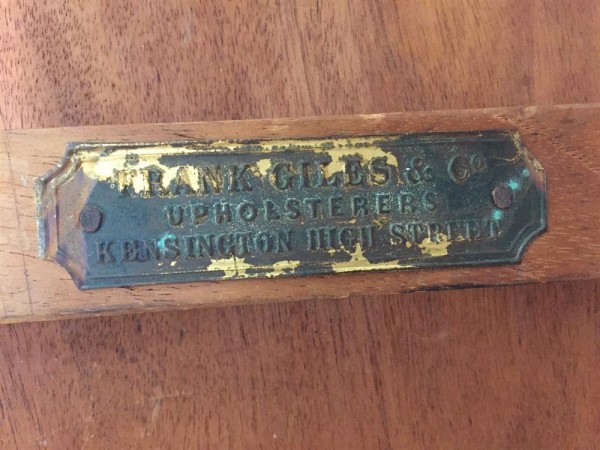 FRANK GILES & Co
UPHOLSTERERS
KENSINGTON HIGH STREET